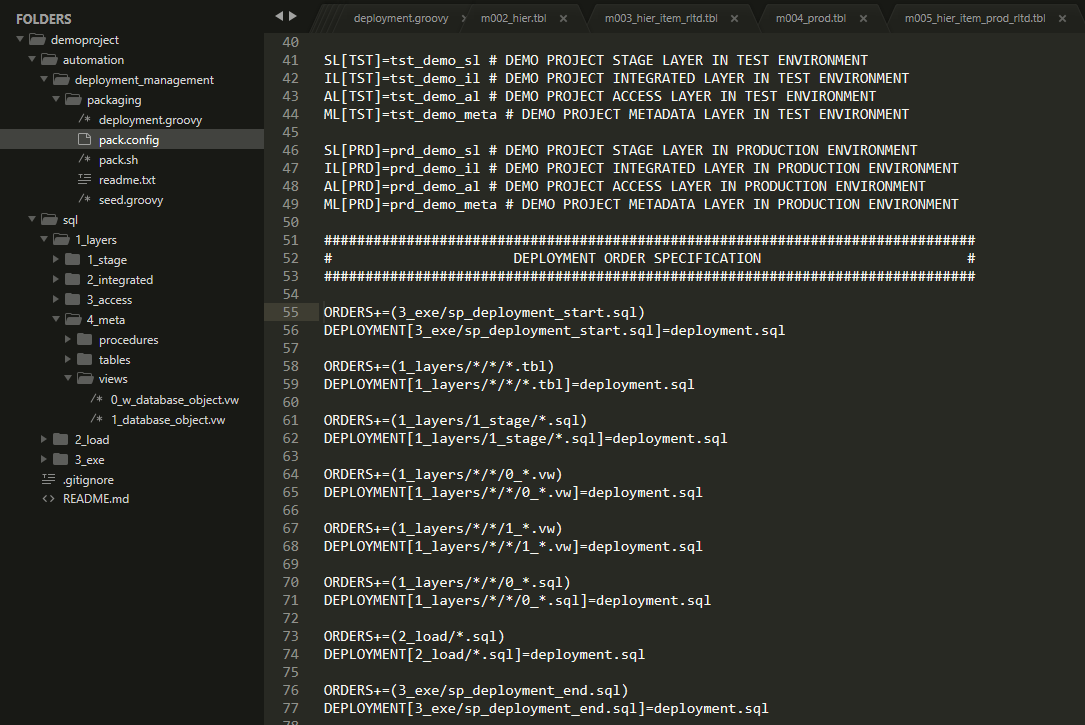 FOLDERS
demoproject
automation
deployment_management
packaging
/* deployment.groovy
pack.config
/* pack.sh
readme.txt
/* seed.groovy
sql
1_layers
1_stage
2_integrated
3_access
4_meta
procedures
tables
views
/* 0_w_database_object.vw
/* 1_database_object.vw
2_load
3_exe
.gitignore
<> README.md
deployment.groovy
m002_hier.tbl ×
m003_hier_item_rltd.tbl ×
m004_prod.tbl ×
m005_hier_item_prod_rltd.tbl ×
40
41 SL[TST]=tst_demo_sl # DEMO PROJECT STAGE LAYER IN TEST ENVIRONMENT
42 IL[TST]=tst_demo_il # DEMO PROJECT INTEGRATED LAYER IN TEST ENVIRONMENT
43 AL[TST]=tst_demo_al # DEMO PROJECT ACCESS LAYER IN TEST ENVIRONMENT
44 ML[TST]=tst_demo_meta # DEMO PROJECT METADATA LAYER IN TEST ENVIRONMENT
45
46 SL[PRD]=prd_demo_sl # DEMO PROJECT STAGE LAYER IN PRODUCTION ENVIRONMENT
47 IL[PRD]=prd_demo_il # DEMO PROJECT INTEGRATED LAYER IN PRODUCTION ENVIRONMENT
48 AL[PRD]=prd_demo_al # DEMO PROJECT ACCESS LAYER IN PRODUCTION ENVIRONMENT
49 ML[PRD]=prd_demo_meta # DEMO PROJECT METADATA LAYER IN PRODUCTION ENVIRONMENT
50
51 ###############################################################################
52 #                      DEPLOYMENT ORDER SPECIFICATION                         #
53 ###############################################################################
54
55 ORDERS+=(3_exe/sp_deployment_start.sql)
56 DEPLOYMENT[3_exe/sp_deployment_start.sql]=deployment.sql
57
58 ORDERS+=(1_layers/*/*/*.tbl)
59 DEPLOYMENT[1_layers/*/*/*.tbl]=deployment.sql
60
61 ORDERS+=(1_layers/1_stage/*.sql)
62 DEPLOYMENT[1_layers/1_stage/*.sql]=deployment.sql
63
64 ORDERS+=(1_layers/*/*/0_*.vw)
65 DEPLOYMENT[1_layers/*/*/0_*.vw]=deployment.sql
66
67 ORDERS+=(1_layers/*/*/1_*.vw)
68 DEPLOYMENT[1_layers/*/*/1_*.vw]=deployment.sql
69
70 ORDERS+=(1_layers/*/*/0_*.sql)
71 DEPLOYMENT[1_layers/*/*/0_*.sql]=deployment.sql
72
73 ORDERS+=(2_load/*.sql)
74 DEPLOYMENT[2_load/*.sql]=deployment.sql
75
76 ORDERS+=(3_exe/sp_deployment_end.sql)
77 DEPLOYMENT[3_exe/sp_deployment_end.sql]=deployment.sql
78